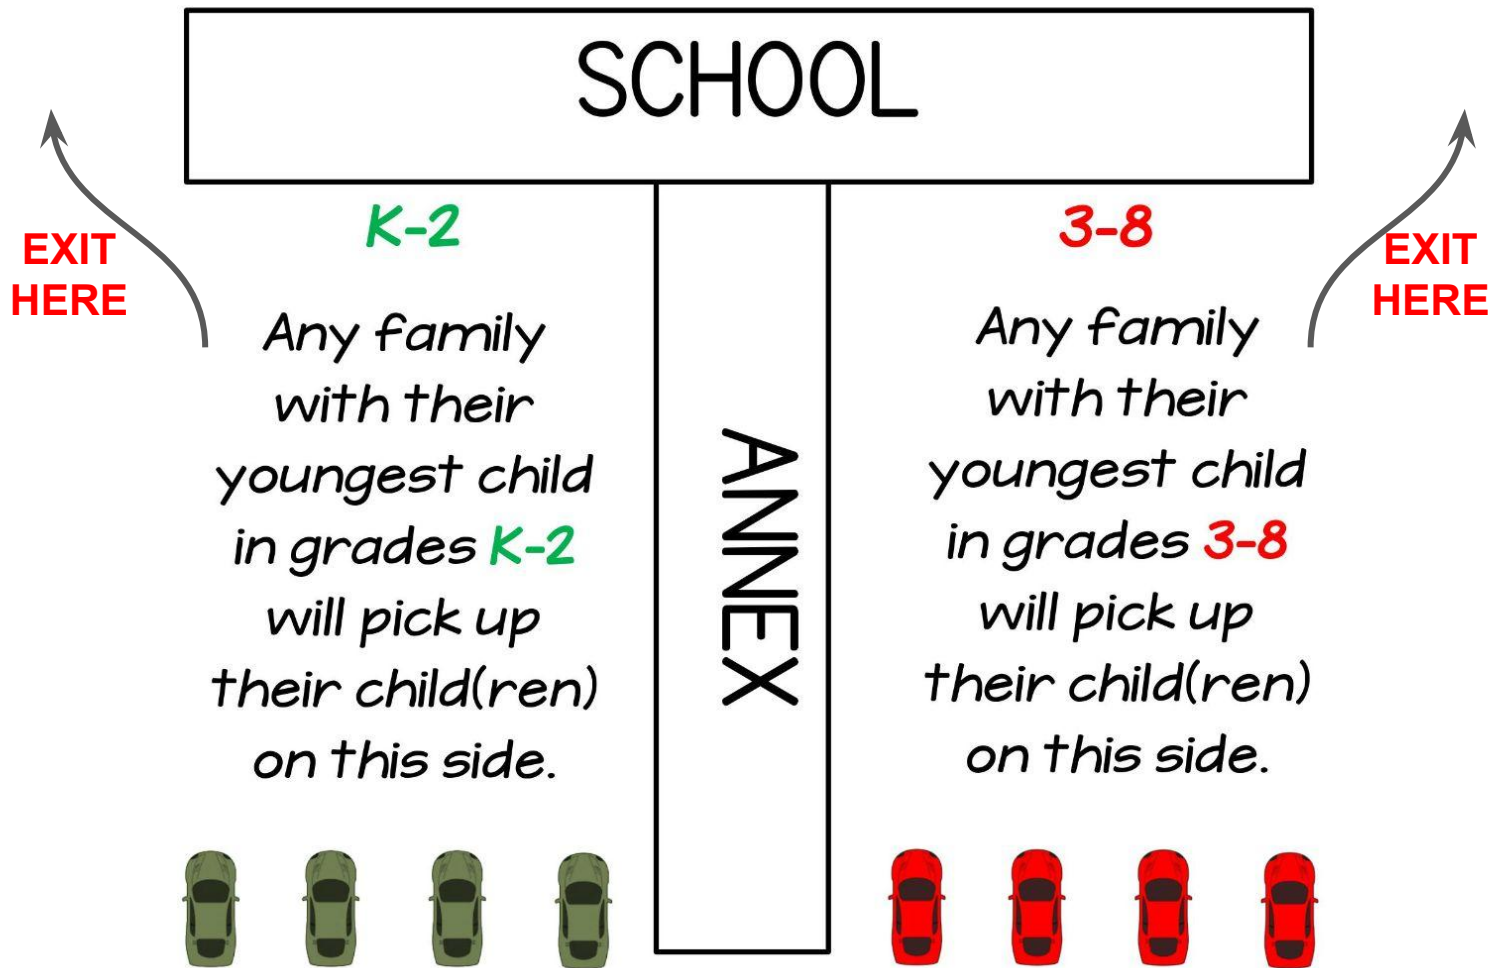 SCHOOL
K-2
3-8
EXIT
HERE
EXIT
HERE
Any family
with their
youngest child
in grades K-2
will pick up
their child(ren)
on this side.
ANNEX
Any family
with their
youngest child
in grades 3-8
will pick up
their child(ren)
on this side.